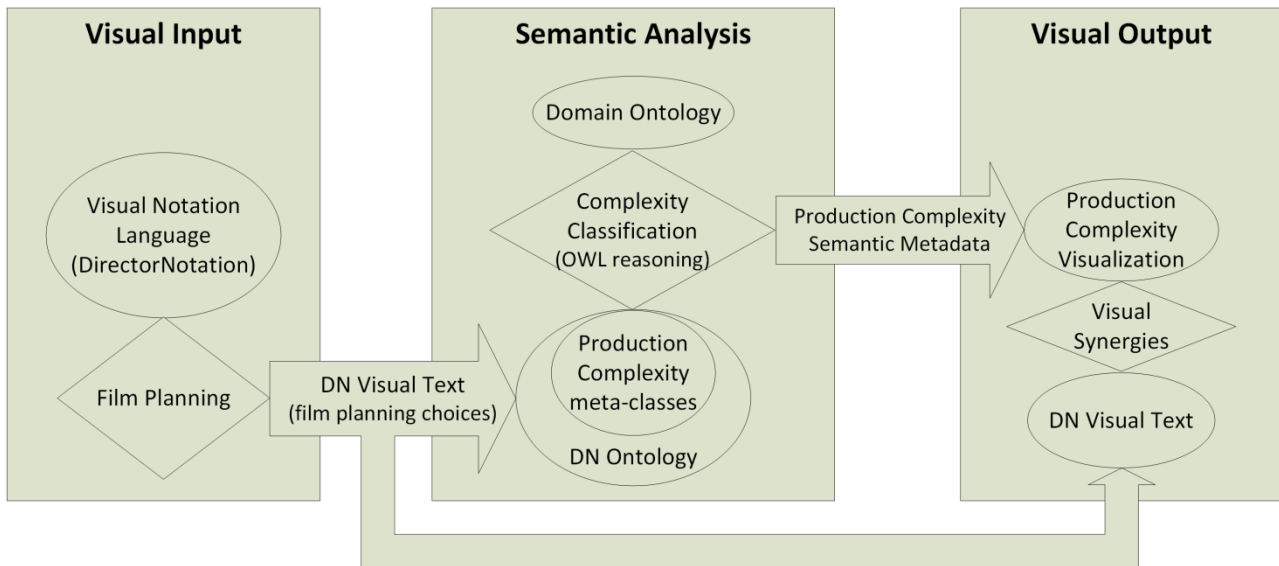 Visual Input
Visual Notation
Language
(DirectorNotation)
Film Planning
DN Visual Text
(film planning choices)
Semantic Analysis
Domain Ontology
Complexity
Classification
(OWL reasoning)
Production
Complexity
meta-classes
DN Ontology
Production Complexity
Semantic Metadata
Visual Output
Production
Complexity
Visualization
Visual
Synergies
DN Visual Text